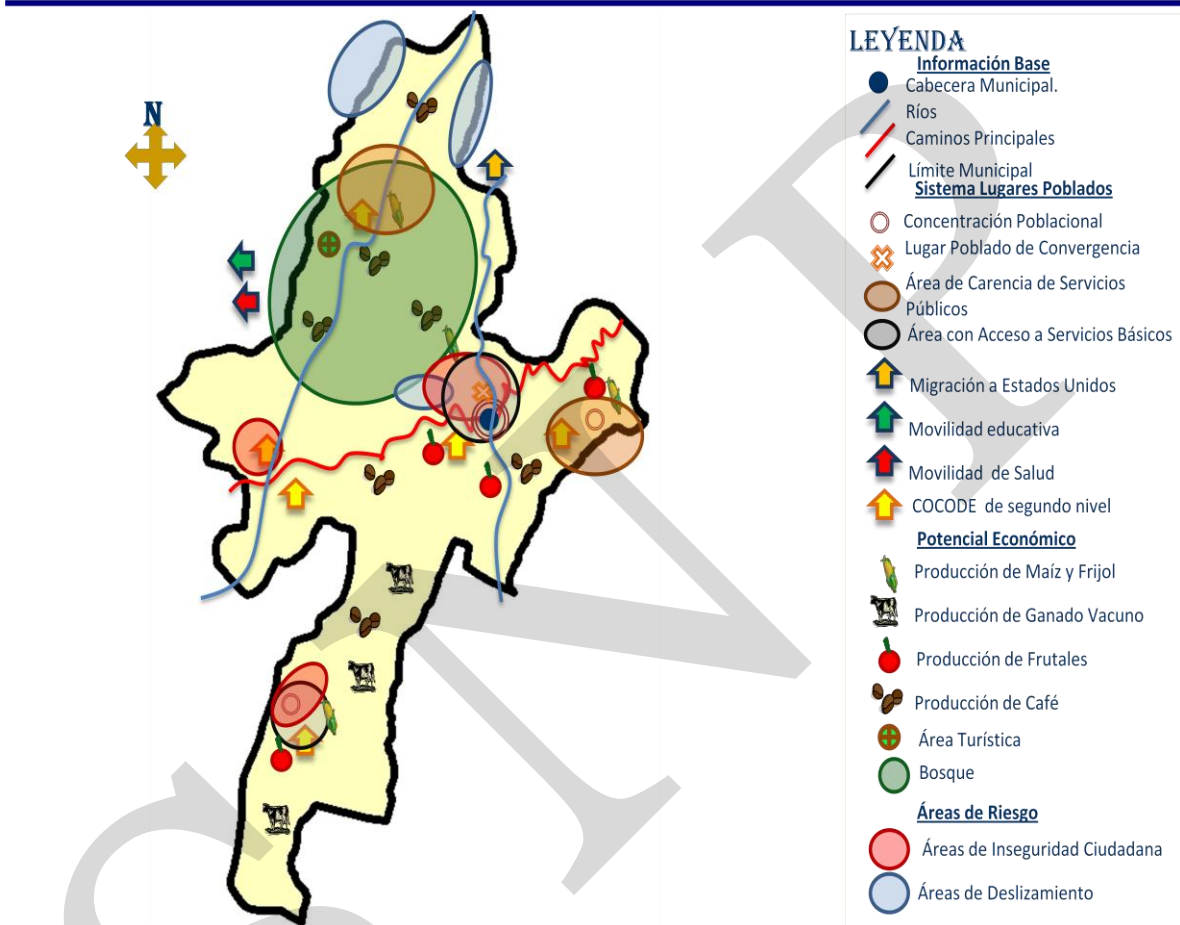 N
LEYENDA
Información Base
Cabecera Municipal.
Ríos
Caminos Principales
Límite Municipal
Sistema Lugares Poblados
Concentración Poblacional
Lugar Poblado de Convergencia
Área de Carencia de Servicios
Públicos
Área con Acceso a Servicios Básicos
Migración a Estados Unidos
Movilidad educativa
Movilidad de Salud
COCODE de segundo nivel
Potencial Económico
Producción de Maíz y Frijol
Producción de Ganado Vacuno
Producción de Frutales
Producción de Café
Área Turística
Bosque
Áreas de Riesgo
Áreas de Inseguridad Ciudadana
Áreas de Deslizamiento
SNP